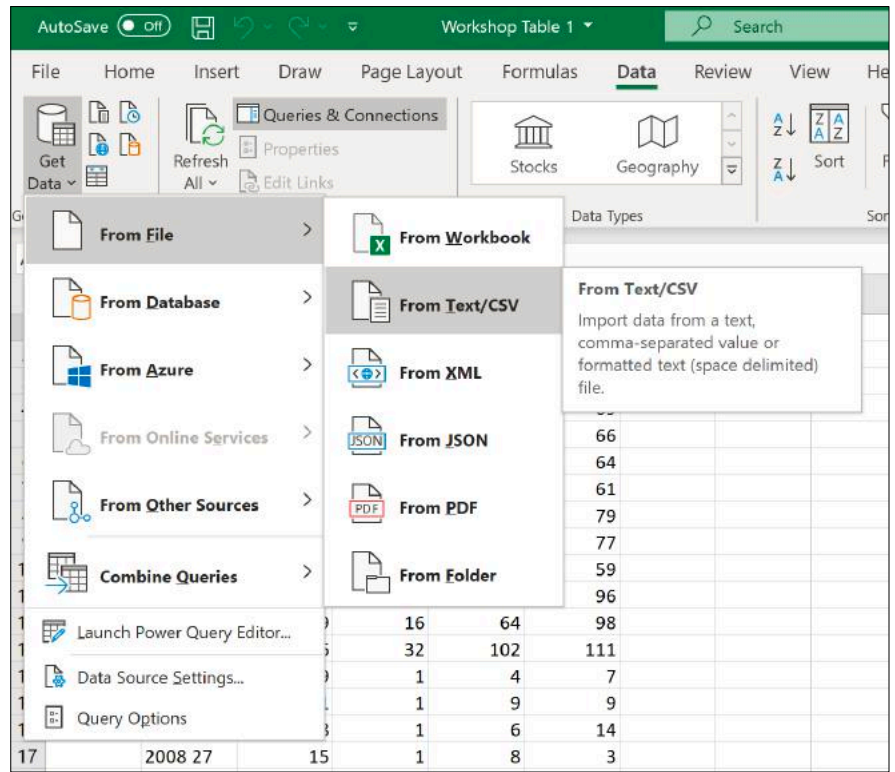 AutoSave Off Workshop Table 1 Search
File Home Insert Draw Page Layout Formulas Data Review View He
Get
Data
Refresh
All
Queries & Connections
Properties
Edit Links
Stocks
Geography
Sort
Data Types
Sor
From File
From Database
From Azure
From Online Services
From Other Sources
Combine Queries
Launch Power Query Editor...
Data Source Settings...
Query Options
From Workbook
From Text/CSV
From XML
JSON From JSON
PDF From PDF
From Folder
From Text/CSV
Import data from a text,
comma-separated value or
formatted text (space delimited)
file.
66
64
61
79
77
59
96
16 64 98
32 102 111
1 4 7
1 9 9
1 6 14
17 2008 27 15 1 8 3